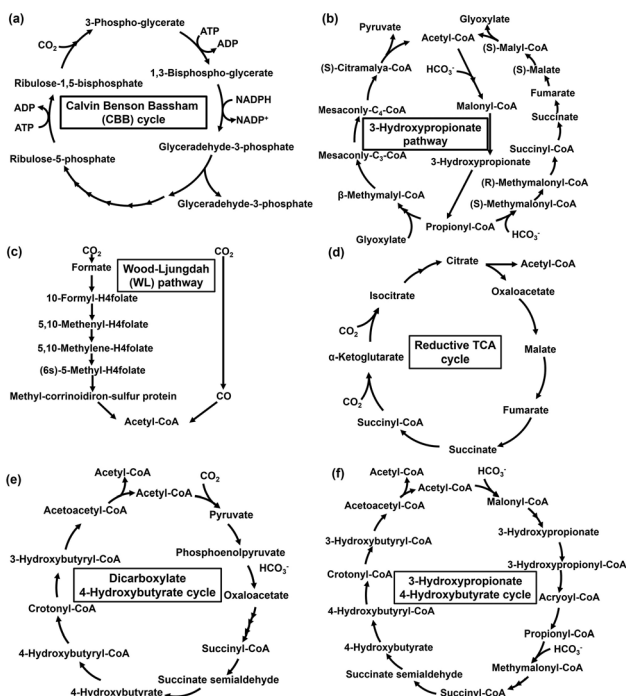 (a)
3-Phospho-glycerate
CO2
ATP
ADP
1,3-Bisphospho-glycerate
Ribulose-1,5-bisphosphate
NADPH
NADP+
ADP
ATP
Calvin Benson Bassham
(CBB) cycle
Glyceradehyde-3-phosphate
Ribulose-5-phosphate
Glyceradehyde-3-phosphate
(b)
Glyoxylate
Pyruvate
Acetyl-CoA
(S)-Malyl-CoA
(S)-Citramalya-CoA
HCO3-
(S)-Malate
Fumarate
Mesaconly-C4-CoA
Malonyl-CoA
Succinate
3-Hydroxypropionate
pathway
Succinyl-CoA
Mesaconly-C3-CoA
3-Hydroxypropionate
(R)-Methymalonyl-CoA
β-Methymalyl-CoA
(S)-Methymalonyl-CoA
Propionyl-CoA
Glyoxylate
HCO3-
(c)
CO2
CO2
Formate
Wood-Ljungdah
(WL) pathway
10-Formyl-H4folate
5,10-Methenyl-H4folate
5,10-Methylene-H4folate
(6s)-5-Methyl-H4folate
Methyl-corrinoidiron-sulfur protein
CO
Acetyl-CoA
(d)
Citrate
Acetyl-CoA
Isocitrate
Oxaloacetate
CO2
α-Ketoglutarate
Reductive TCA
cycle
Malate
CO2
Fumarate
Succinyl-CoA
Succinate
(e)
Acetyl-CoA
CO2
Acetyl-CoA
Acetoacetyl-CoA
Pyruvate
Phosphoenolpyruvate
3-Hydroxybutyryl-CoA
HCO3-
Dicarboxylate
4-Hydroxybutyrate cycle
Oxaloacetate
Crotonyl-CoA
Succinyl-CoA
4-Hydroxybutyryl-CoA
Succinate semialdehyde
4-Hydroxybutyrate
(f)
Acetyl-CoA
HCO3-
Acetyl-CoA
Malonyl-CoA
Acetoacetyl-CoA
3-Hydroxypropionate
3-Hydroxybutyryl-CoA
3-Hydroxypropionyl-CoA
Crotonyl-CoA
3-Hydroxypropionate
4-Hydroxybutyrate cycle
Acryoyl-CoA
4-Hydroxybutyryl-CoA
Propionyl-CoA
4-Hydroxybutyrate
HCO3-
Methymalonyl-CoA
Succinate semialdehyde
Succinyl-CoA